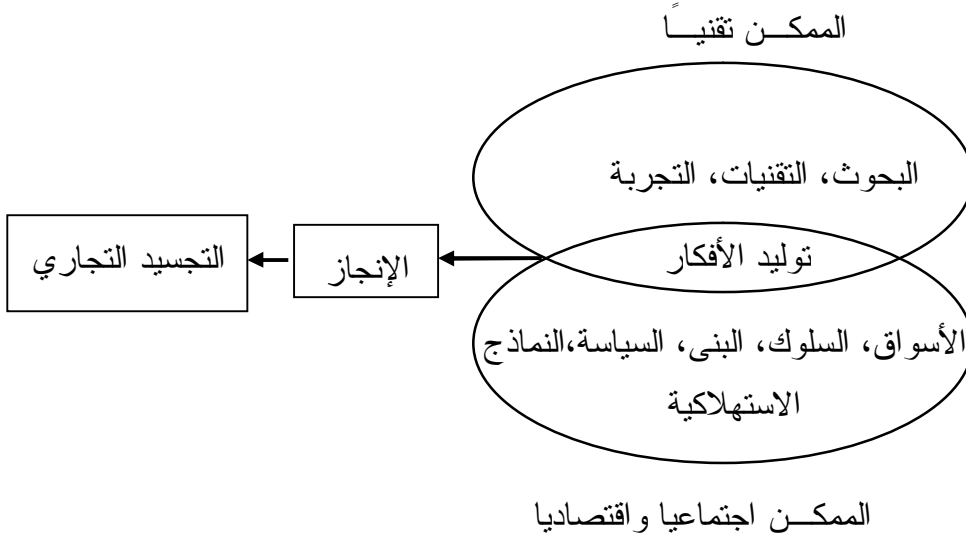 الممكن تقنياً
البحوث، التقنيات، التجربة
توليد الأفكار
الإنجاز
التجسيد التجاري
الأسواق، السلوك، البنى، السياسة،النماذج
الاستهلاكية
الممكن اجتماعيا واقتصاديا